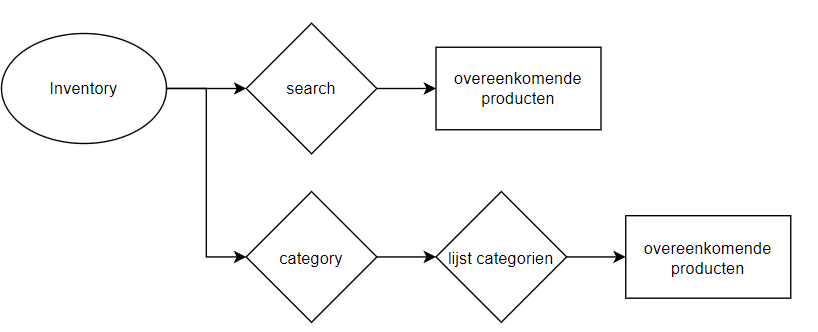 Inventory
search
overeenkomende
producten
category
lijst categorien
overeenkomende
producten